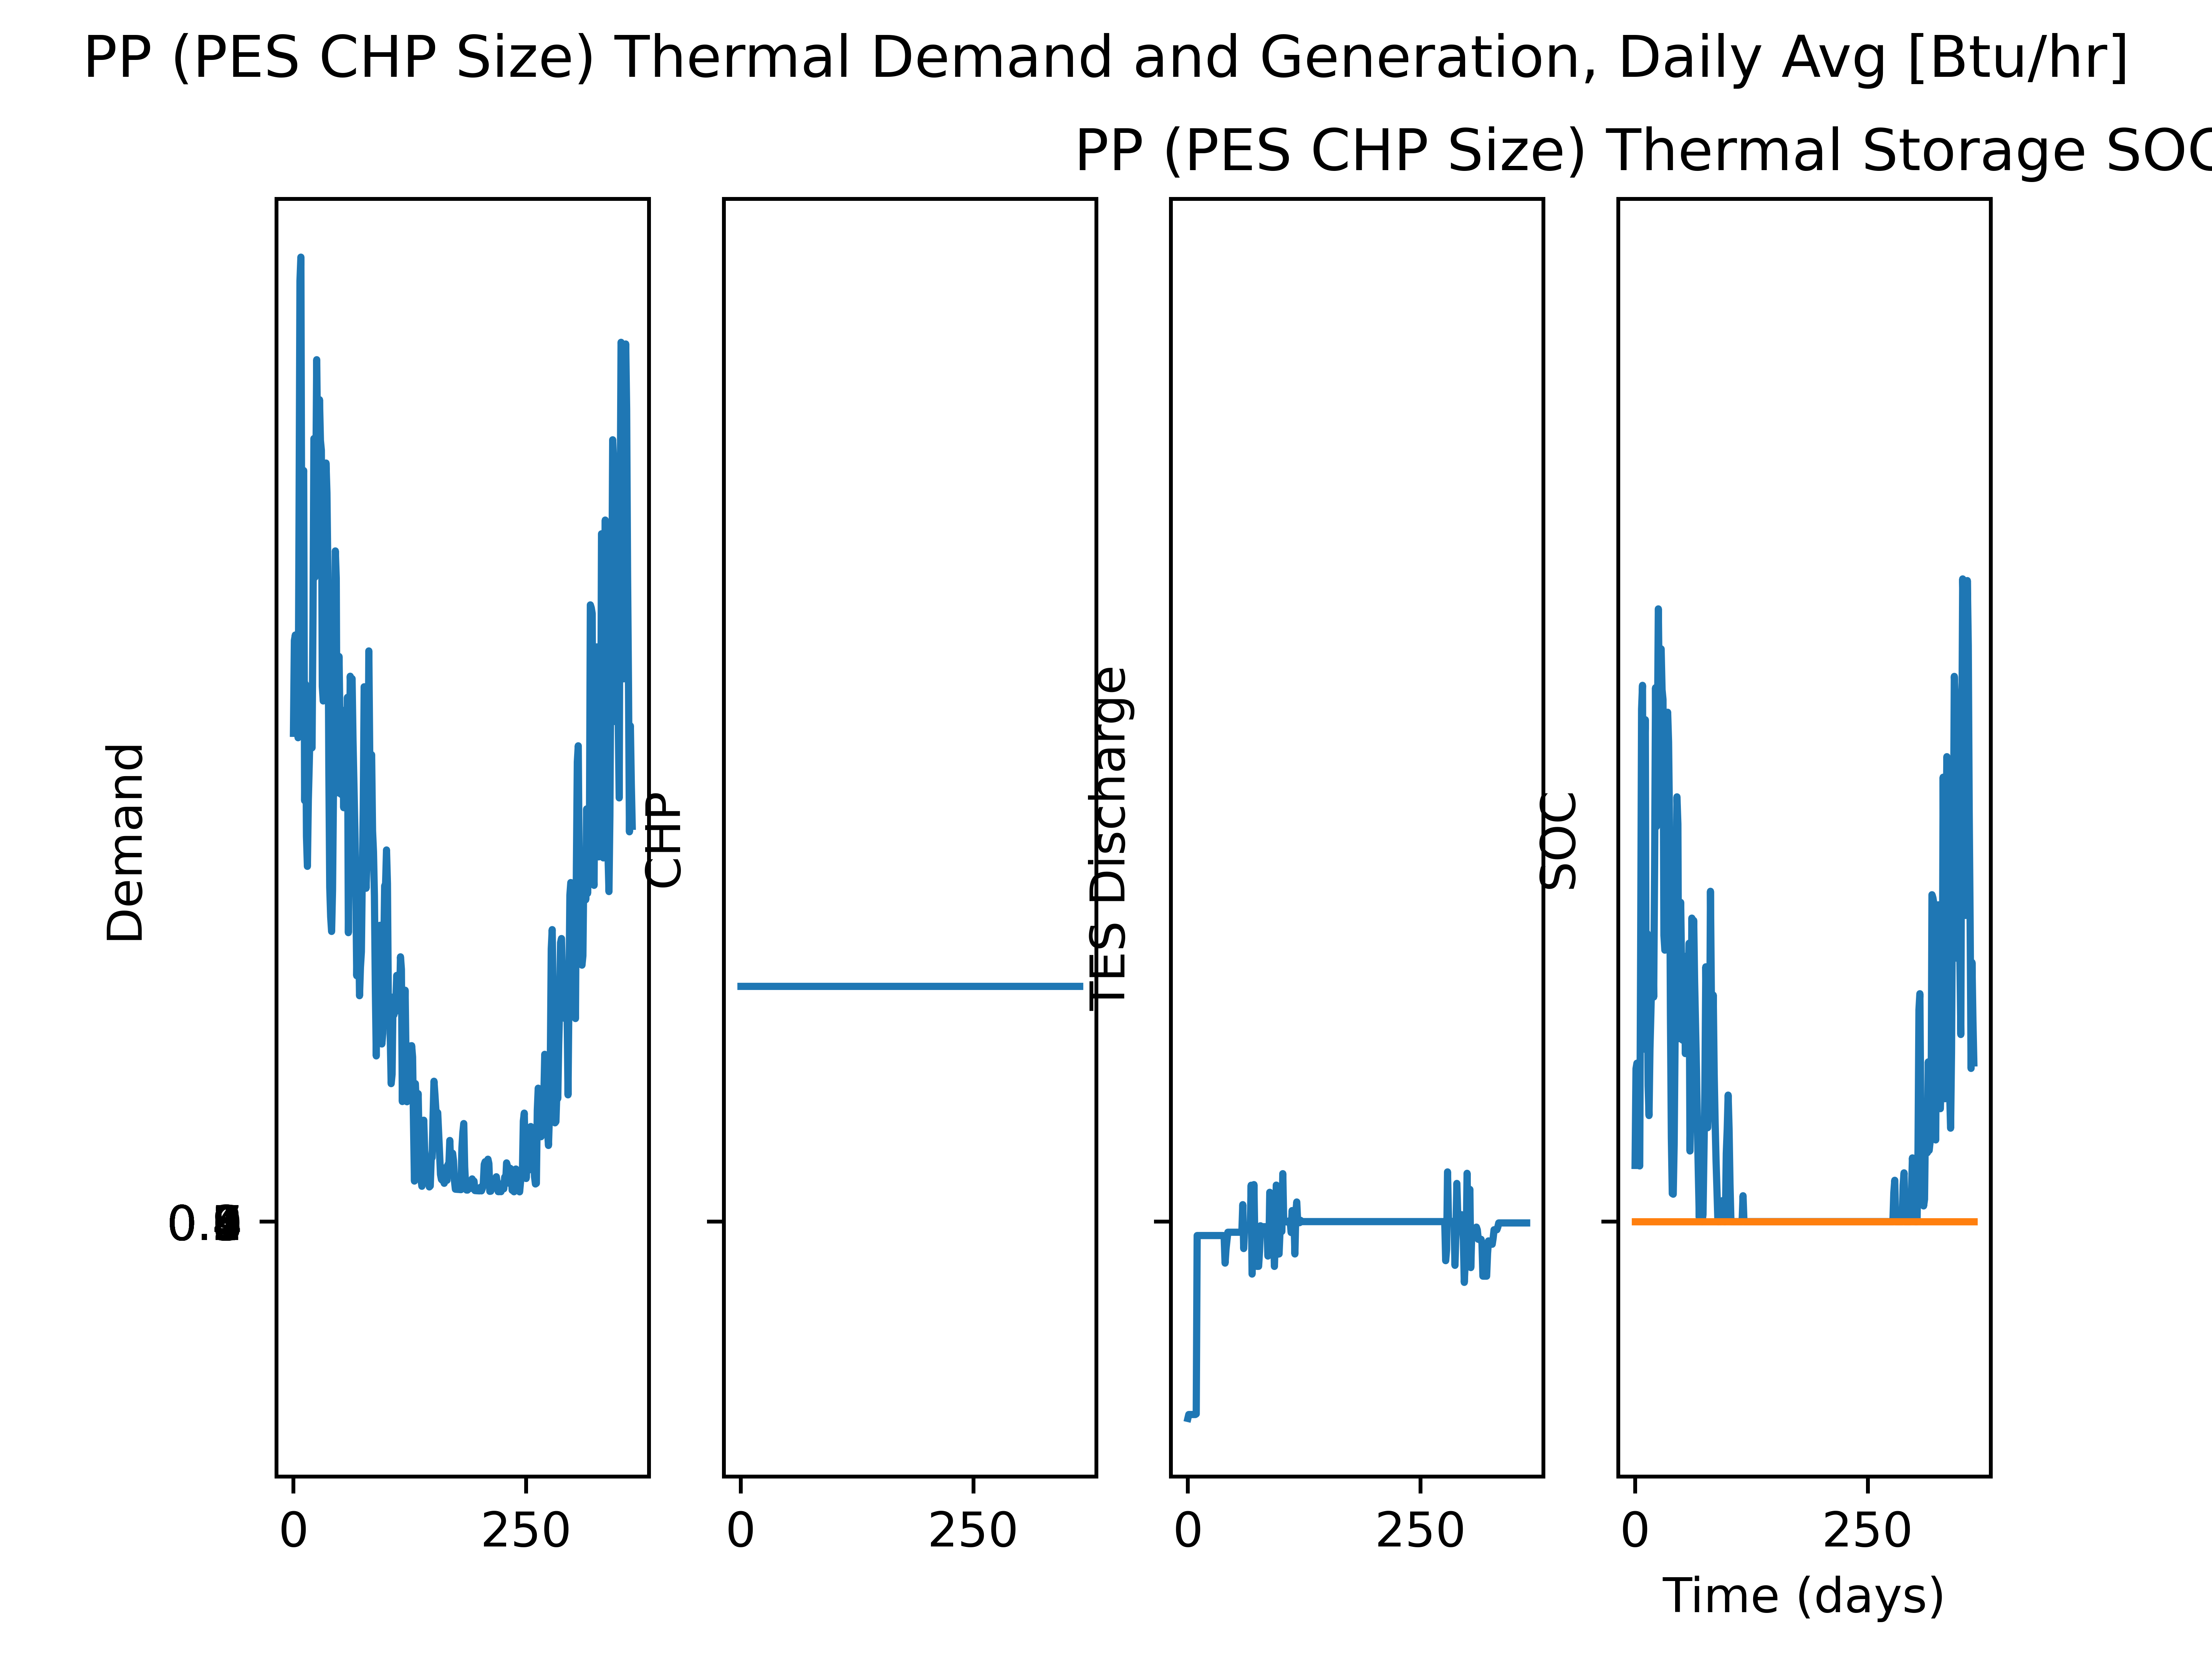 PP (PES CHP Size) Thermal Demand and Generation, Daily Avg [Btu/hr]
PP (PES CHP Size) Thermal Storage SOC
Demand
CHP
TES Discharge
SOC
0 250
0 250
0 250
0 250
Time (days)